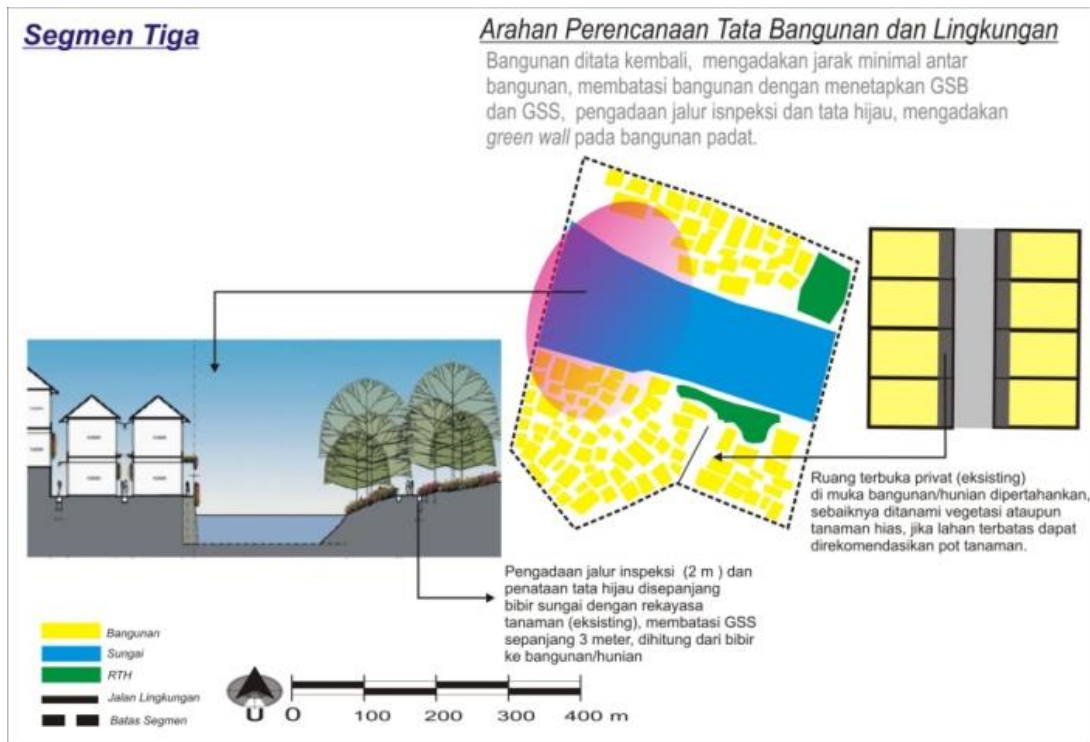 Segmen Tiga
Arahan Perencanaan Tata Bangunan dan Lingkungan
Bangunan ditata kembali, mengadakan jarak minimal antar
bangunan, membatasi bangunan dengan menetapkan GSB
dan GSS, pengadaan jalur isnpeksi dan tata hijau, mengadakan
green wall pada bangunan padat.
Ruang terbuka privat (eksisting)
di muka bangunan/hunian dipertahankan,
sebaiknya ditanami vegetasi ataupun
tanaman hias, jika lahan terbatas dapat
direkomendasikan pot tanaman.
Pengadaan jalur inspeksi (2 m ) dan
penataan tata hijau disepanjang
bibir sungai dengan rekayasa
tanaman (eksisting), membatasi GSS
sepanjang 3 meter, dihitung dari bibir
ke bangunan/hunian
Bangunan
Sungai
RTH
Jalan Lingkungan
Batas Segmen
U
0 100 200 300 400 m